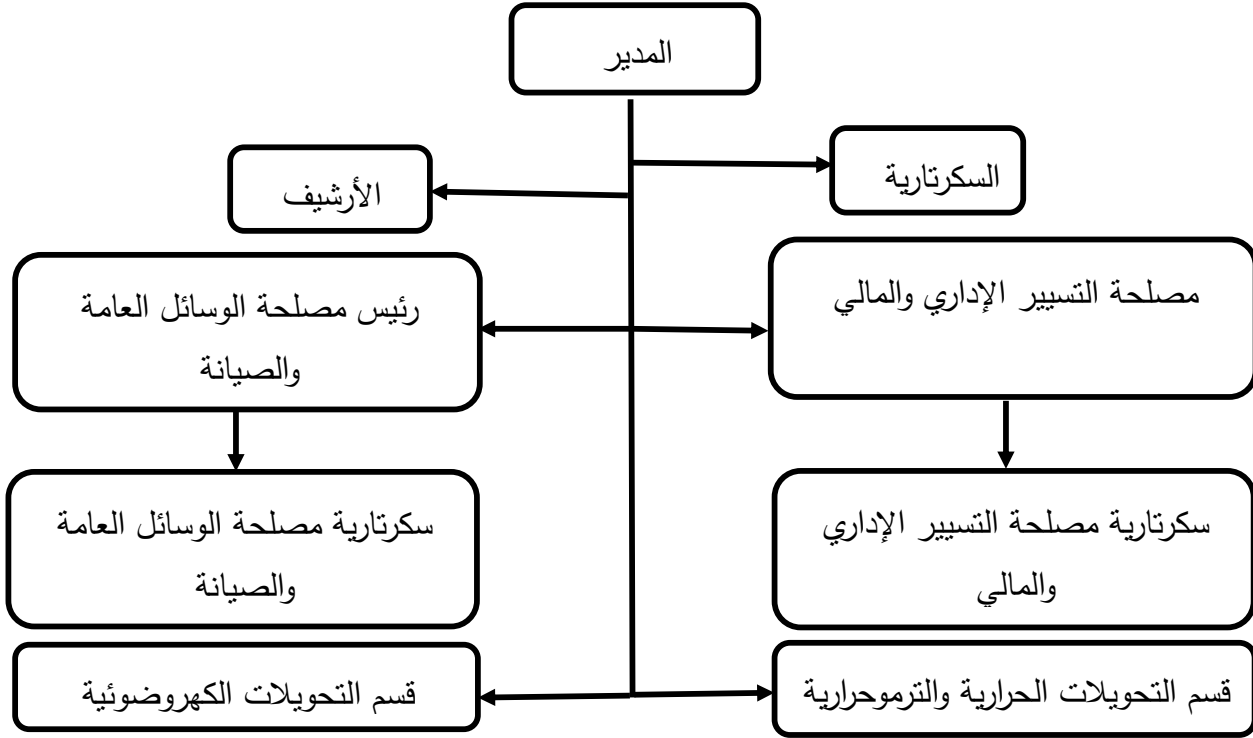 المدير
السكرتارية
الأرشيف
مصلحة التسيير الإداري والمالي
رئيس مصلحة الوسائل العامة
والصيانة
سكرتارية مصلحة التسيير الإداري
والمالي
سكرتارية مصلحة الوسائل العامة
والصيانة
قسم التحويلات الحرارية والترموحرارية
قسم التحويلات الكهروضوئية